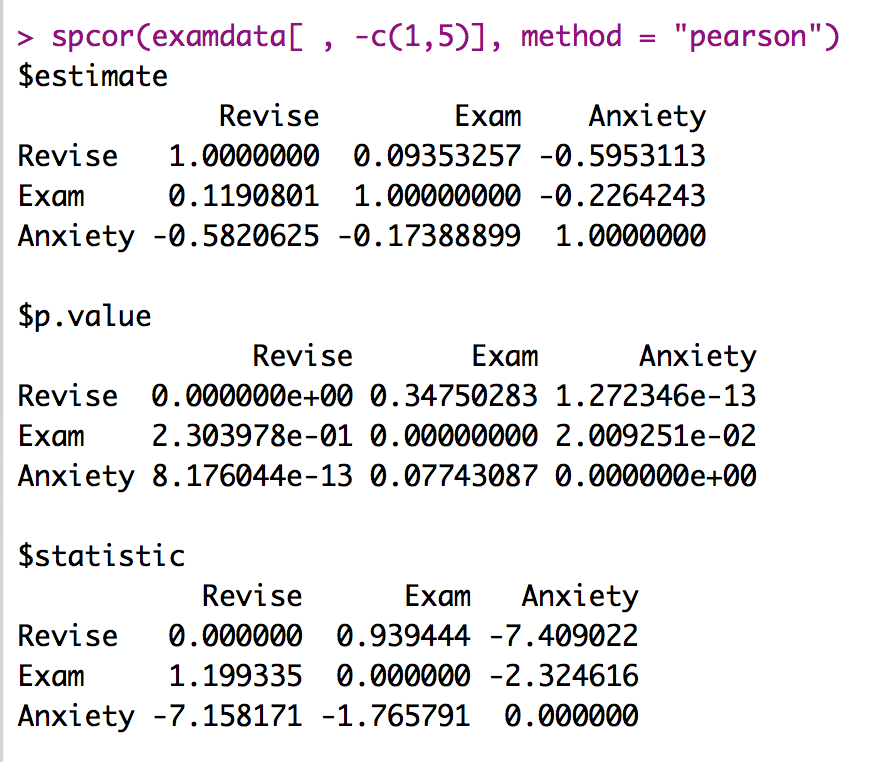 > spcor(examdata[ , -c(1,5)], method = "pearson")
$estimate
            Revise        Exam    Anxiety
Revise   1.0000000  0.09353257 -0.5953113
Exam     0.1190801  1.00000000 -0.2264243
Anxiety -0.5820625 -0.17388899  1.0000000

$p.value
              Revise       Exam      Anxiety
Revise  0.000000e+00 0.34750283 1.272346e-13
Exam    2.303978e-01 0.00000000 2.009251e-02
Anxiety 8.176044e-13 0.07743087 0.000000e+00

$statistic
           Revise      Exam   Anxiety
Revise   0.000000  0.939444 -7.409022
Exam     1.199335  0.000000 -2.324616
Anxiety -7.158171 -1.765791  0.000000